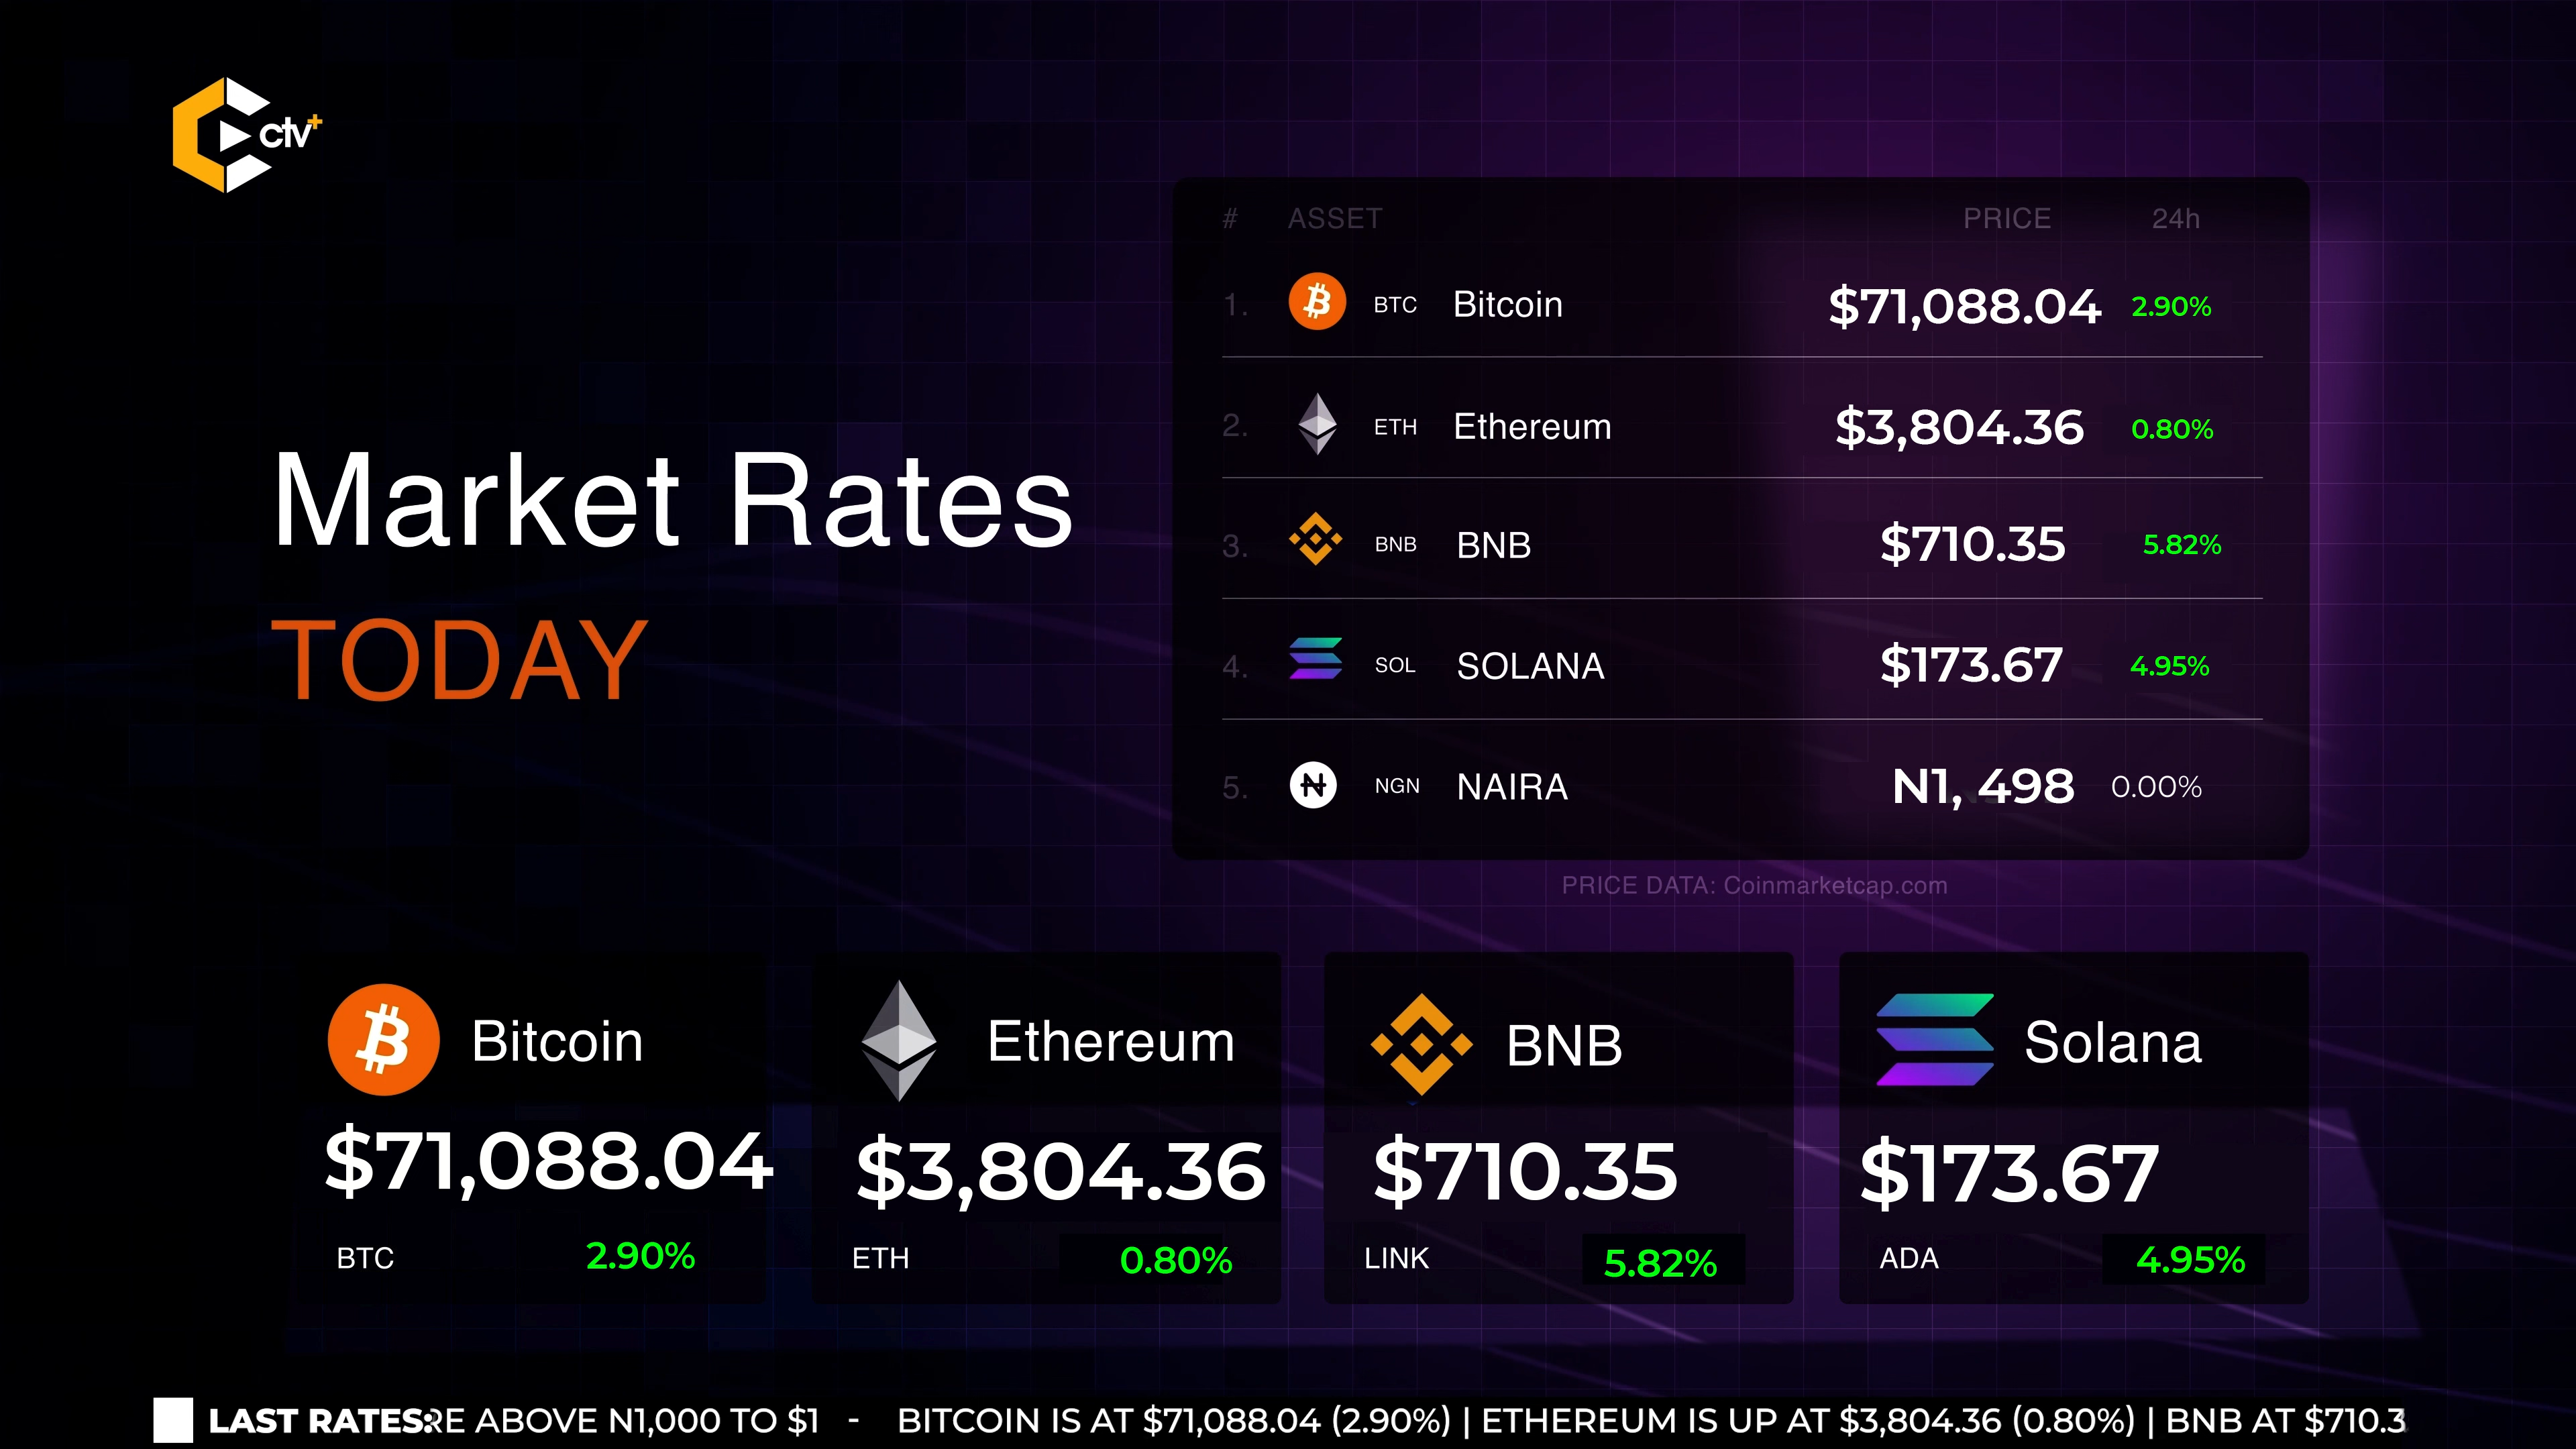 ctv+
# ASSET PRICE 24h
1. BTC Bitcoin $71,088.04 2.90%
2. ETH Ethereum $3,804.36 0.80%
3. BNB BNB $710.35 5.82%
4. SOL SOLANA $173.67 4.95%
5. NGN NAIRA N1, 498 0.00%
PRICE DATA: Coinmarketcap.com
Market Rates
TODAY
Bitcoin
$71,088.04
BTC 2.90%
Ethereum
$3,804.36
ETH 0.80%
BNB
$710.35
LINK 5.82%
Solana
$173.67
ADA 4.95%
LAST RATES: RE ABOVE N1,000 TO $1 - BITCOIN IS AT $71,088.04 (2.90%) | ETHEREUM IS UP AT $3,804.36 (0.80%) | BNB AT $710.3